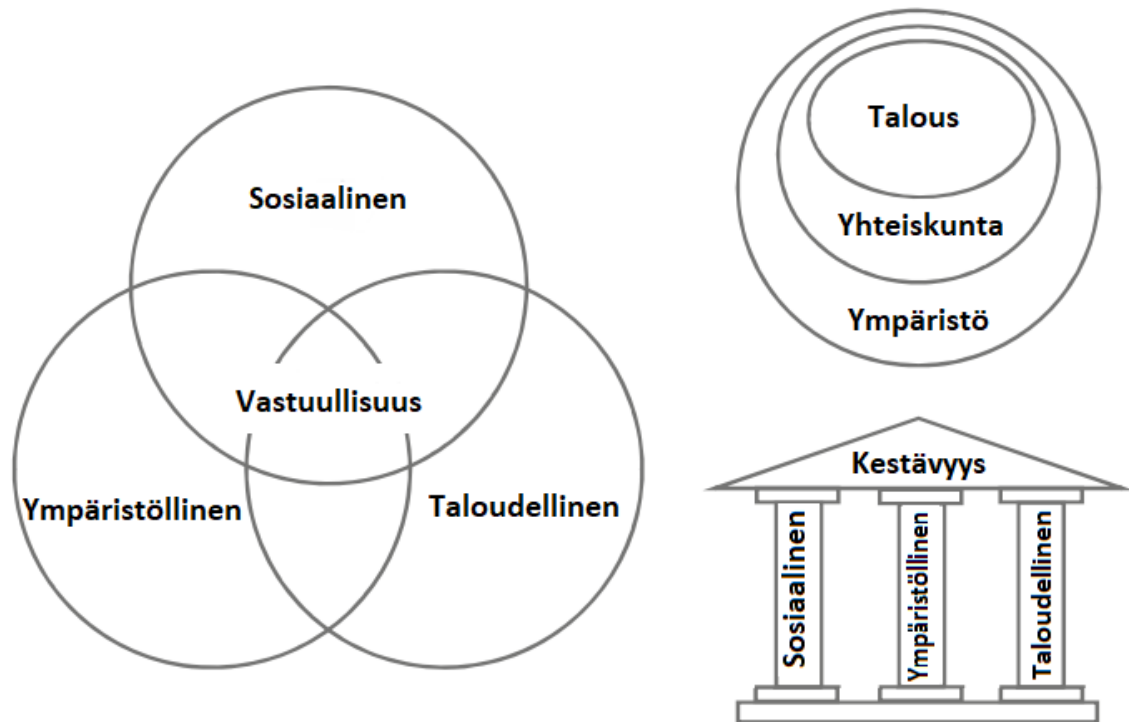 Sosiaalinen
Vastuullisuus
Ympäristöllinen
Taloudellinen
Talous
Yhteiskunta
Ympäristö
Kestävyys
Sosiaalinen
Ympäristöllinen
Taloudellinen